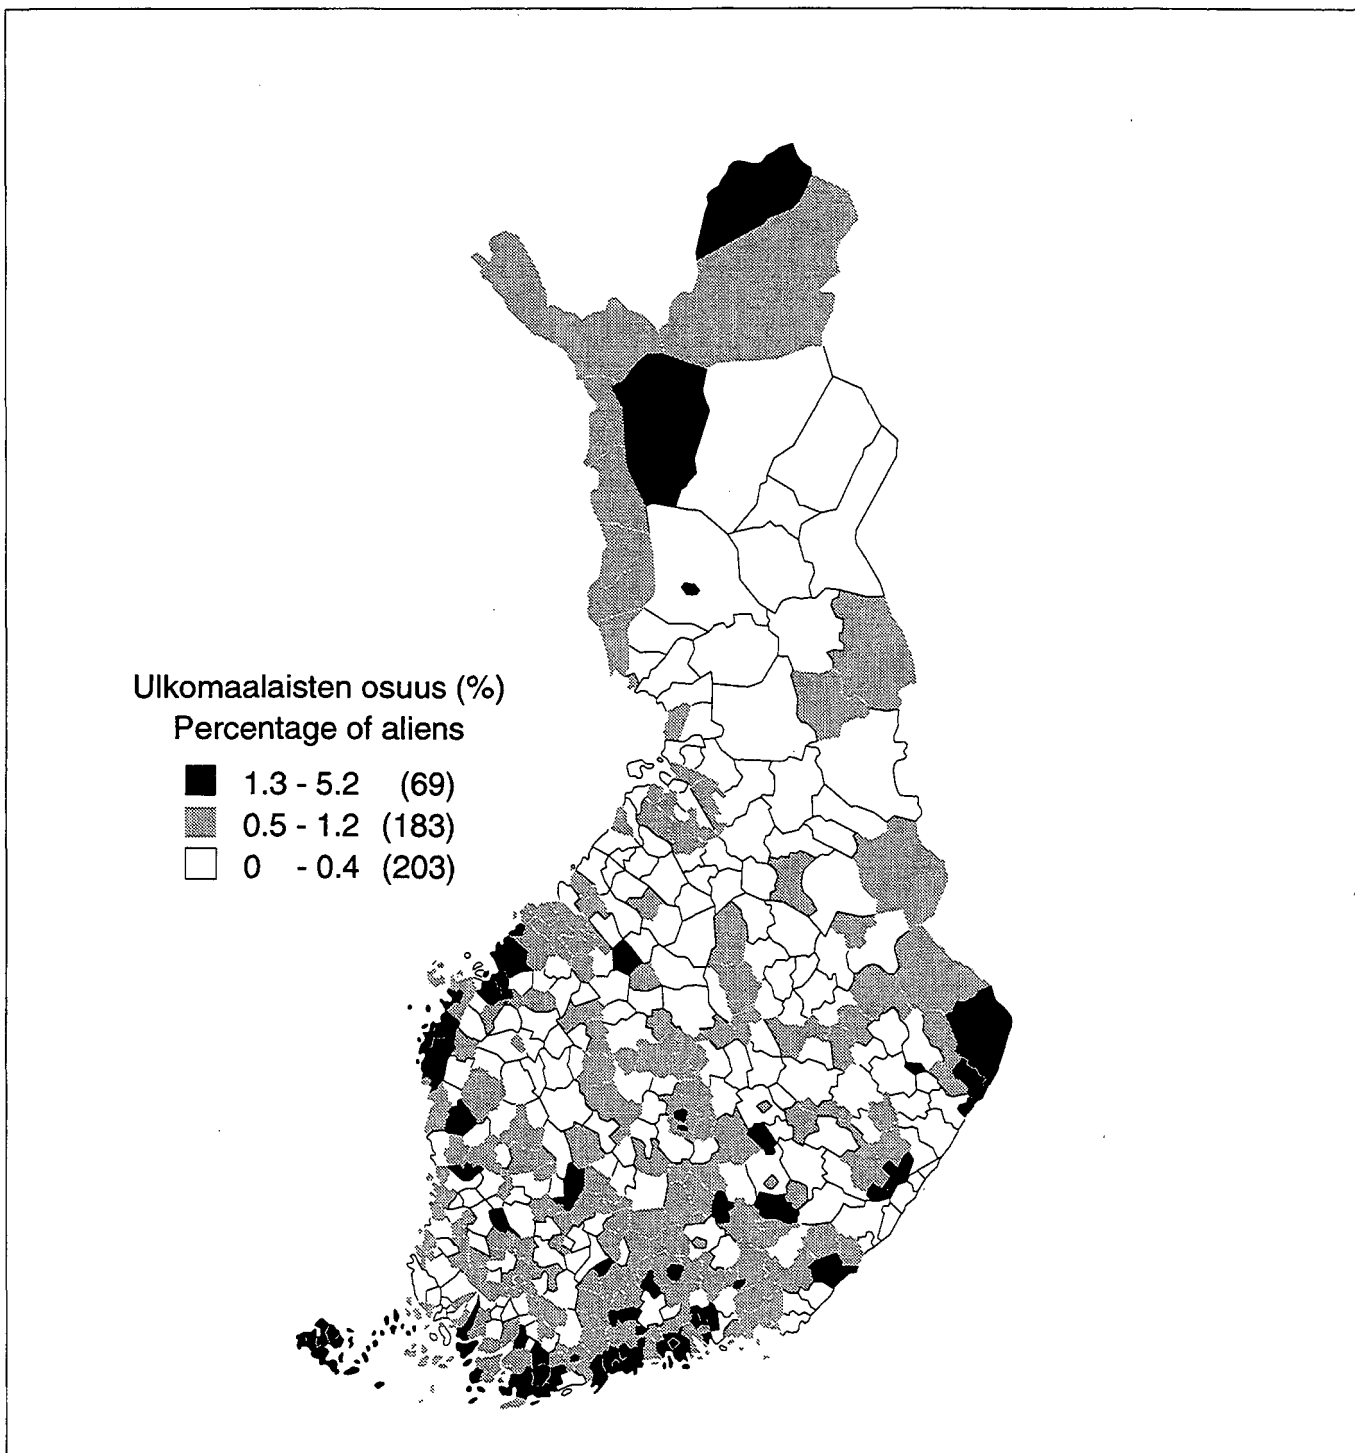 Ulkomaalaisten osuus (%)
Percentage of aliens
1.3 - 5.2 (69)
0.5 - 1.2 (183)
0 - 0.4 (203)